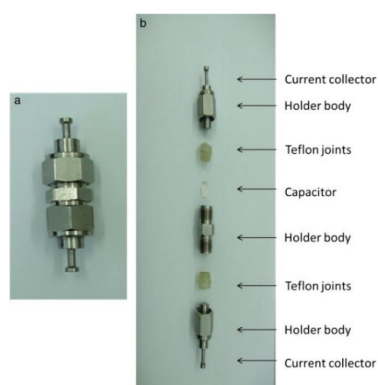 a
b
Current collector
Holder body
Teflon joints
Capacitor
Holder body
Teflon joints
Holder body
Current collector